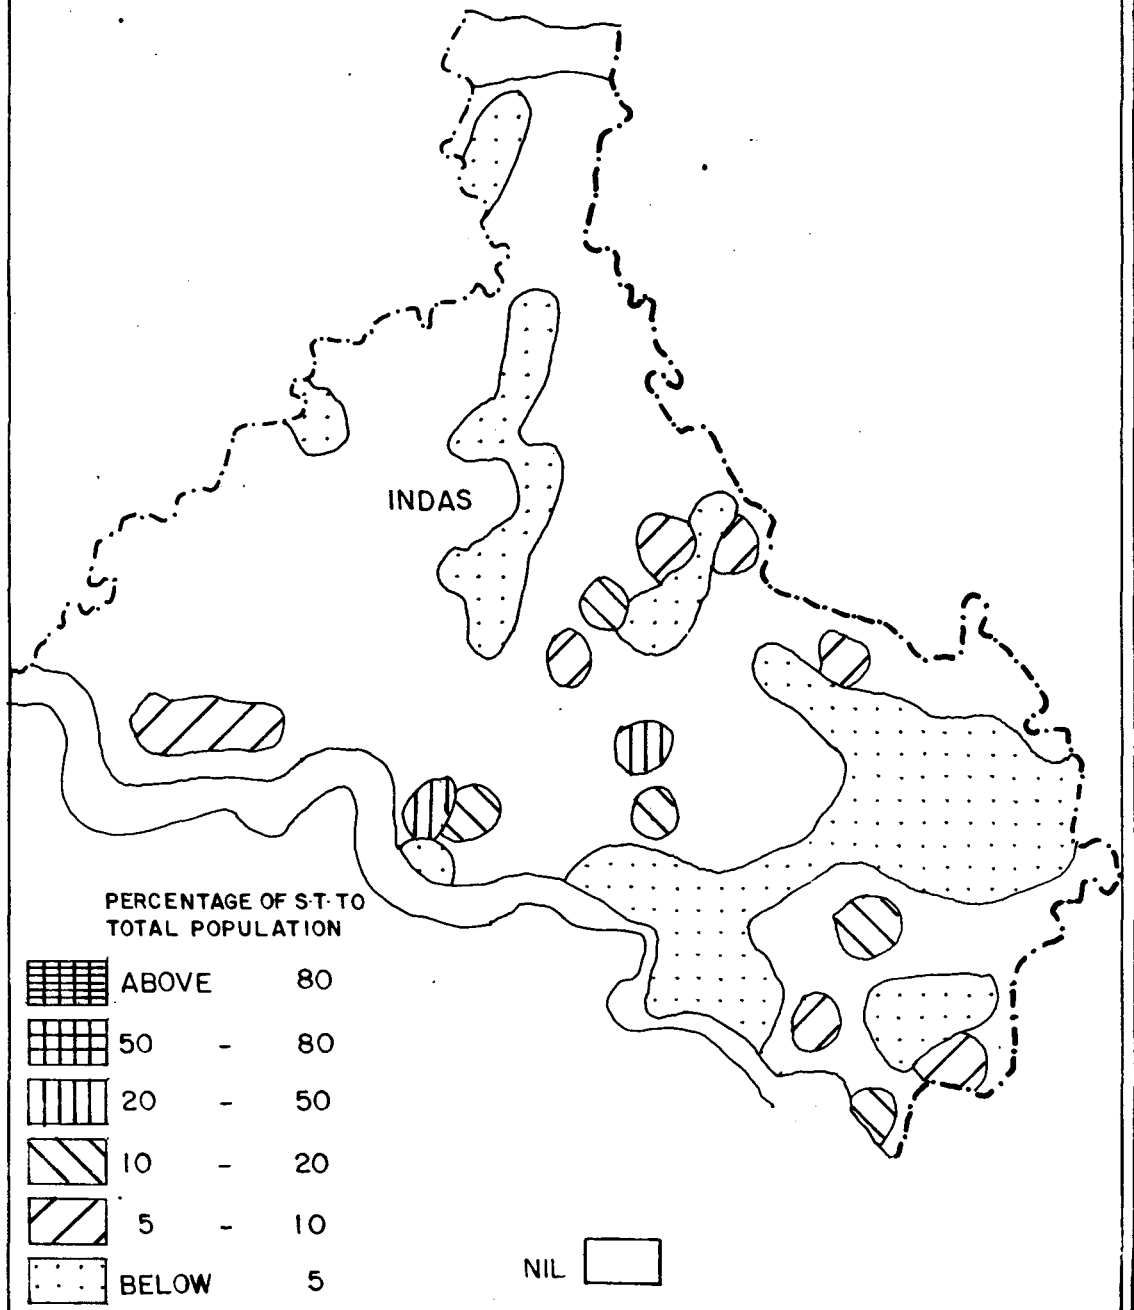 INDAS
PERCENTAGE OF S.T. TO
TOTAL POPULATION
ABOVE 80
50 - 80
20 - 50
10 - 20
5 - 10
BELOW 5
NIL